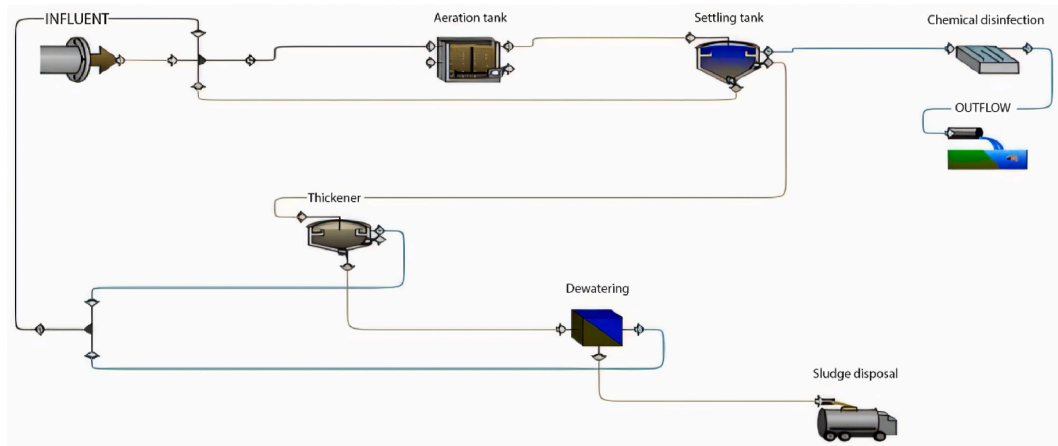 INFLUENT
Aeration tank
Settling tank
Chemical disinfection
OUTFLOW
Thickener
Dewatering
Sludge disposal